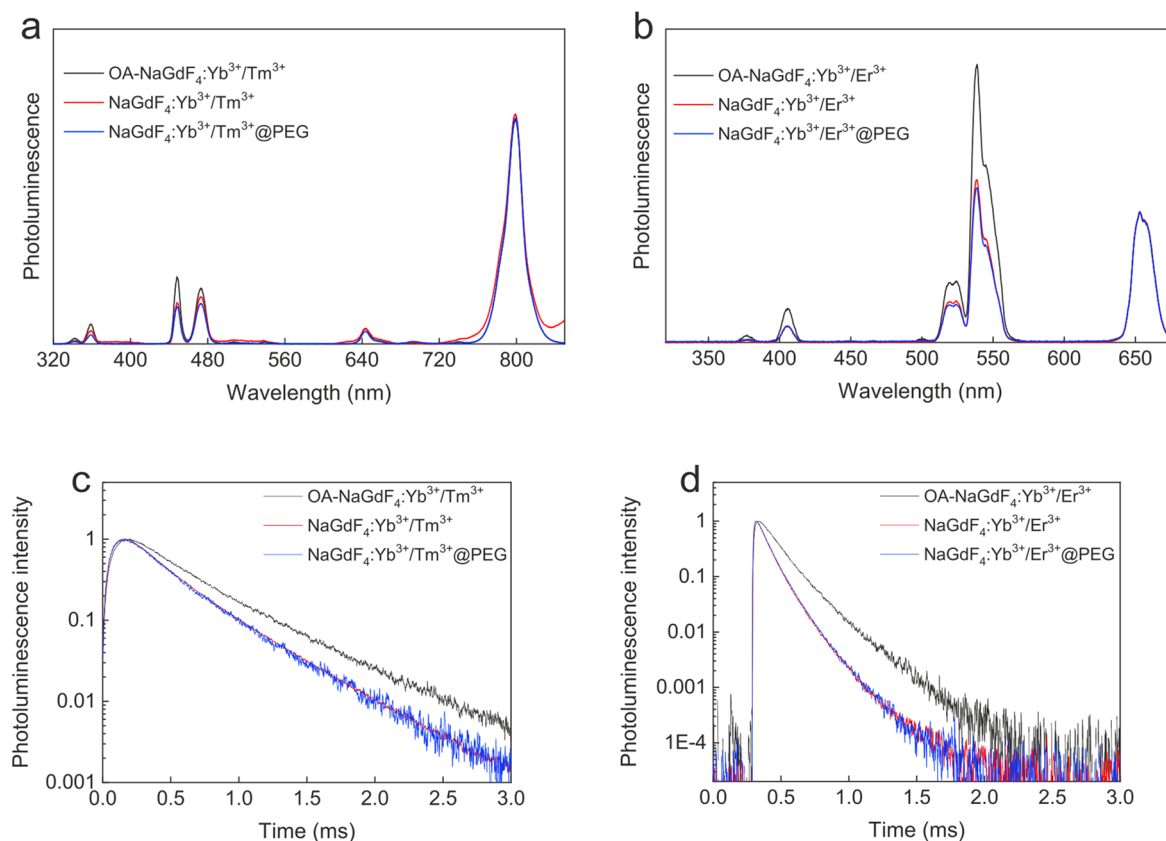 a
OA-NaGdF₄:Yb³⁺/Tm³⁺
NaGdF₄:Yb³⁺/Tm³⁺
NaGdF₄:Yb³⁺/Tm³⁺@PEG
Photoluminescence
320 400 480 560 640 720 800
Wavelength (nm)
b
OA-NaGdF₄:Yb³⁺/Er³⁺
NaGdF₄:Yb³⁺/Er³⁺
NaGdF₄:Yb³⁺/Er³⁺@PEG
Photoluminescence
350 400 450 500 550 600 650
Wavelength (nm)
c
OA-NaGdF₄:Yb³⁺/Tm³⁺
NaGdF₄:Yb³⁺/Tm³⁺
NaGdF₄:Yb³⁺/Tm³⁺@PEG
Photoluminescence intensity
1
0.1
0.01
0.001
0.0 0.5 1.0 1.5 2.0 2.5 3.0
Time (ms)
d
OA-NaGdF₄:Yb³⁺/Er³⁺
NaGdF₄:Yb³⁺/Er³⁺
NaGdF₄:Yb³⁺/Er³⁺@PEG
Photoluminescence intensity
1
0.1
0.01
0.001
1E-4
0.0 0.5 1.0 1.5 2.0 2.5 3.0
Time (ms)